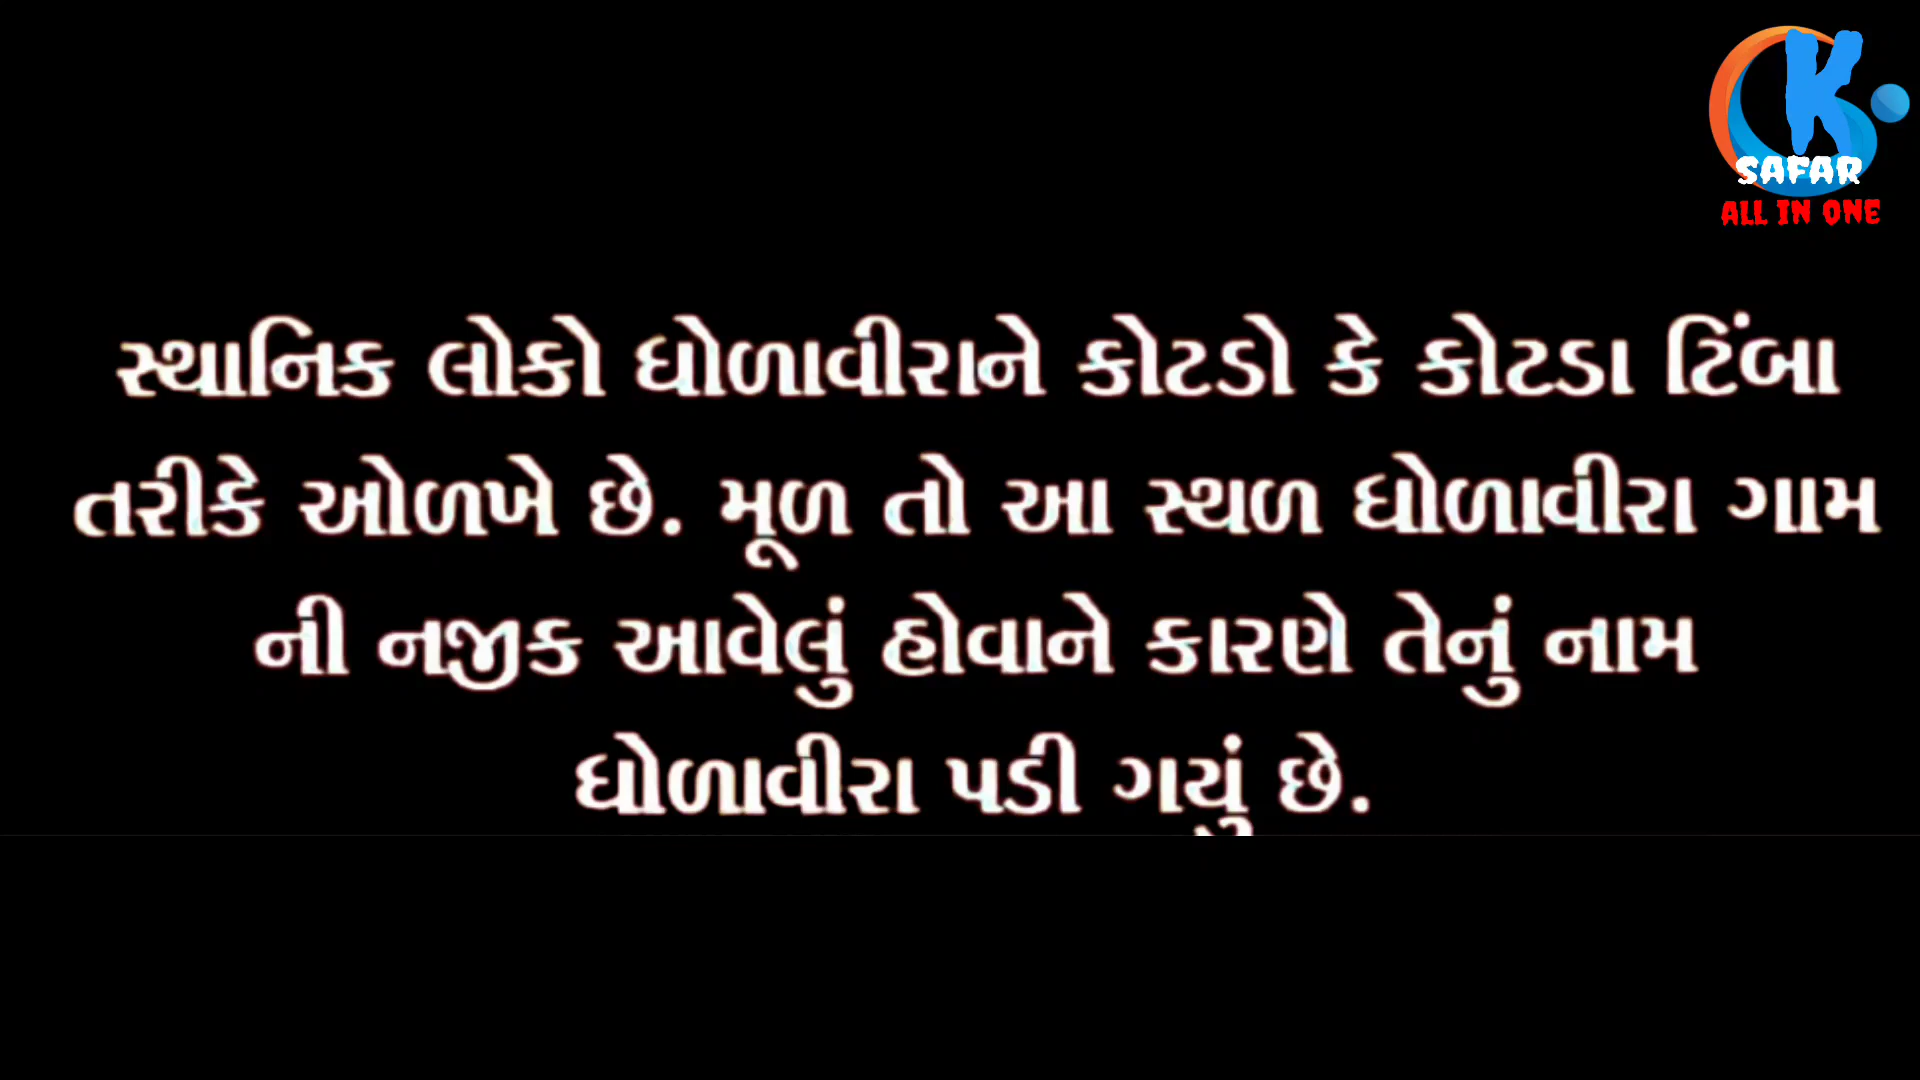 K
SAFAR
ALL IN ONE
સ્થાનિક લોકો ધોળાવીરાને કોટડો કે કોટડા ટિંબા
તરીકે ઓળખે છે. મૂળ તો આ સ્થળ ધોળાવીરા ગામ
ની નજીક આવેલું હોવાને કારણે તેનું નામ
ધોળાવીરા પડી ગયું છે.